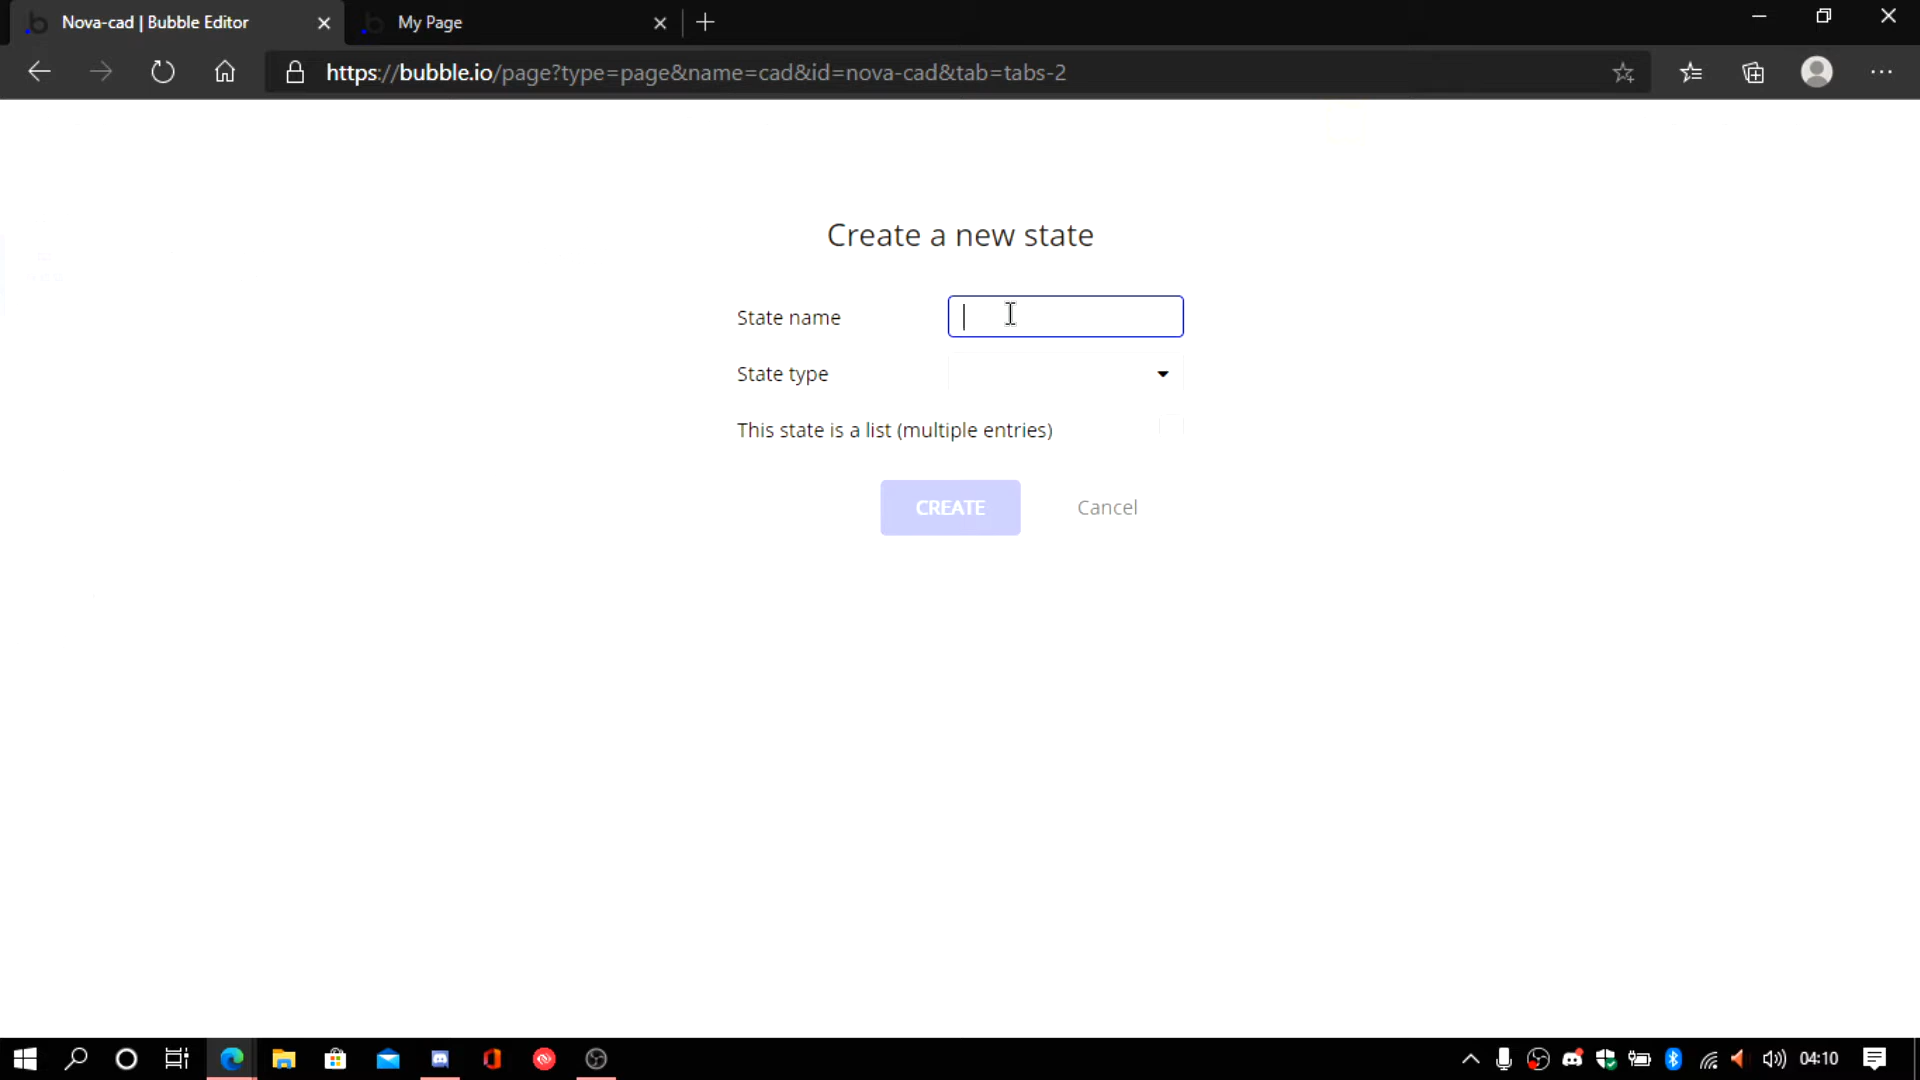 Nova-cad | Bubble Editor
My Page
https://bubble.io/page?type=page&name=cad&id=nova-cad&tab=tabs-2
Create a new state
State name
State type
This state is a list (multiple entries)
CREATE
Cancel
04:10